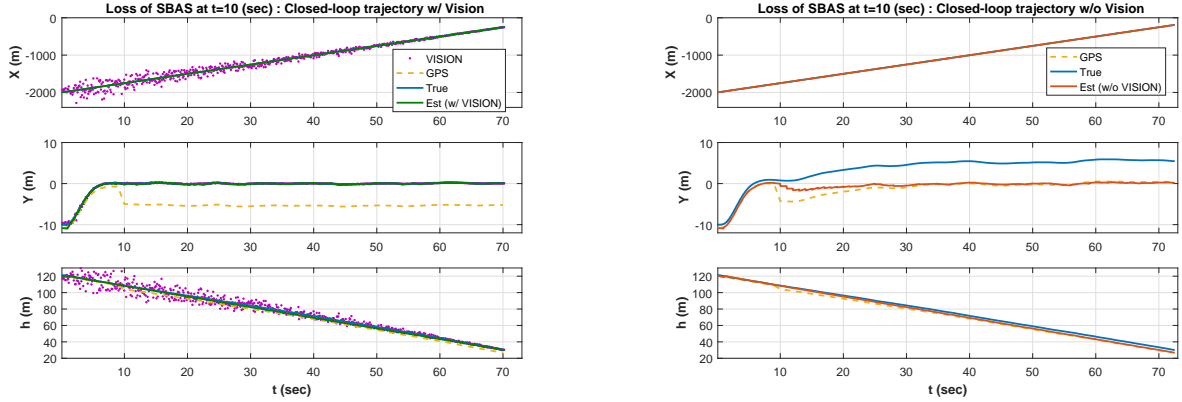 Loss of SBAS at t=10 (sec) : Closed-loop trajectory w/ Vision
0
-1000
-2000
X (m)
VISION
GPS
True
Est (w/ VISION)
0 10 20 30 40 50 60 70
10
0
-10
Y (m)
10 20 30 40 50 60 70
120
100
80
60
40
20
h (m)
10 20 30 40 50 60 70
t (sec)
Loss of SBAS at t=10 (sec) : Closed-loop trajectory w/o Vision
0
-1000
-2000
X (m)
GPS
True
Est (w/o VISION)
10 20 30 40 50 60 70
10
0
-10
Y (m)
10 20 30 40 50 60 70
120
100
80
60
40
20
h (m)
10 20 30 40 50 60 70
t (sec)